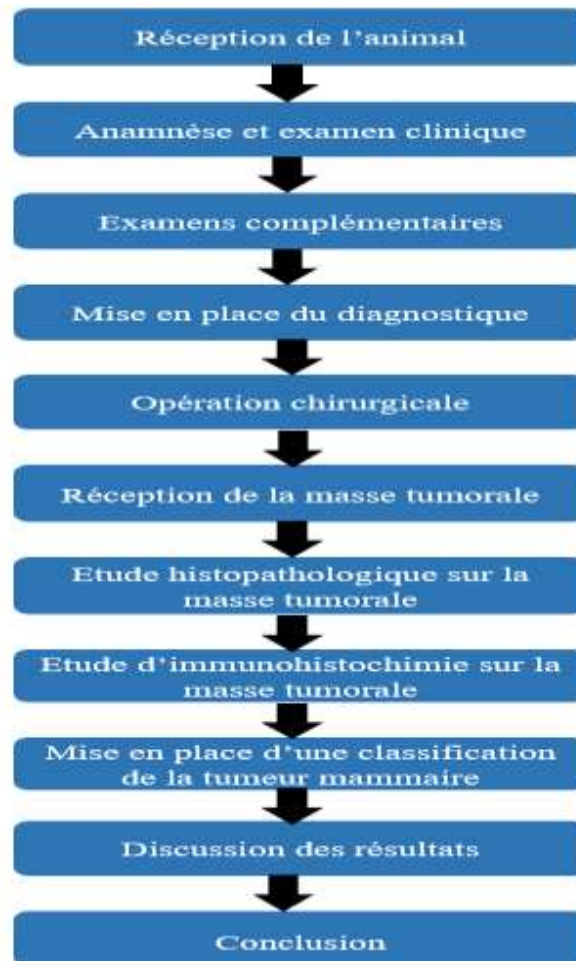 Réception de l'animal
Anamnèse et examen clinique
Examens complémentaires
Mise en place du diagnostique
Opération chirurgicale
Réception de la masse tumorale
Etude histopathologique sur la
masse tumorale
Etude d'immunohistochimie sur la
masse tumorale
Mise en place d'une classification
de la tumeur mammaire
Discussion des résultats
Conclusion